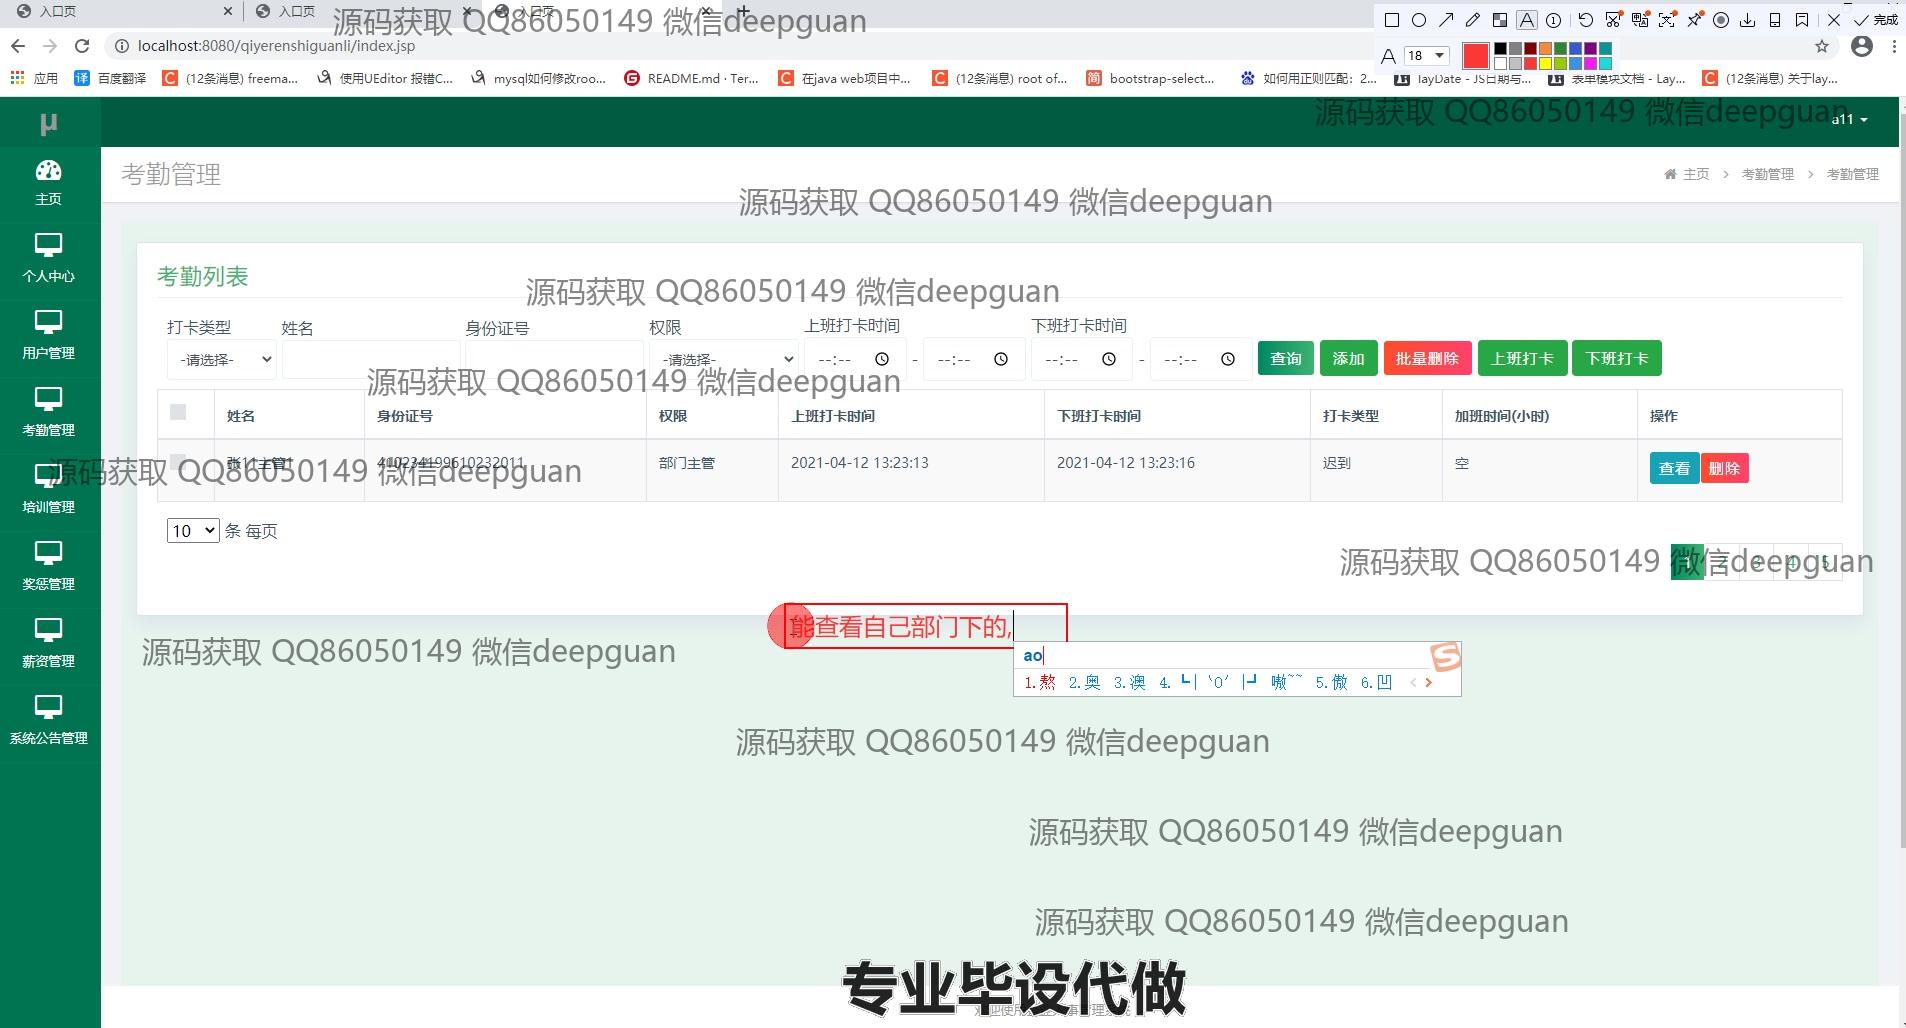 入口页
入口页
入口页
源码获取 QQ86050149 微信deepguan
完成
localhost:8080/qiyerenshiguanli/index.jsp
A 18
应用
译 百度翻译
C (12条消息) freema...
使用UEditor 报错C...
mysql如何修改roo...
README.md · Ter...
C 在java web项目中...
C (12条消息) root of...
简 bootstrap-select...
如何用正则匹配：2...
layDate - JS日期与...
表单模块文档 - Lay...
C (12条消息) 关于lay...
源码获取 QQ86050149 微信deepguan
a11
μ
主页
个人中心
用户管理
考勤管理
培训管理
奖惩管理
薪资管理
系统公告管理
考勤管理
主页 > 考勤管理 > 考勤管理
源码获取 QQ86050149 微信deepguan
考勤列表
源码获取 QQ86050149 微信deepguan
打卡类型 姓名 身份证号 权限 上班打卡时间 下班打卡时间
-请选择- -请选择- --:-- - --:-- --:-- - --:-- 查询 添加 批量删除 上班打卡 下班打卡
源码获取 QQ86050149 微信deepguan
姓名 身份证号 权限 上班打卡时间 下班打卡时间 打卡类型 加班时间(小时) 操作
张11主管1 410234199610232011 部门主管 2021-04-12 13:23:13 2021-04-12 13:23:16 迟到 空 查看 删除
源码获取 QQ86050149 微信deepguan
10 条 每页
1 2 3 4 5
源码获取 QQ86050149 微信deepguan
能查看自己部门下的,
源码获取 QQ86050149 微信deepguan
ao
1.熬 2.奥 3.澳 4.┗|｀O′|┛ 嗷~~ 5.傲 6.凹
源码获取 QQ86050149 微信deepguan
源码获取 QQ86050149 微信deepguan
源码获取 QQ86050149 微信deepguan
专业毕设代做